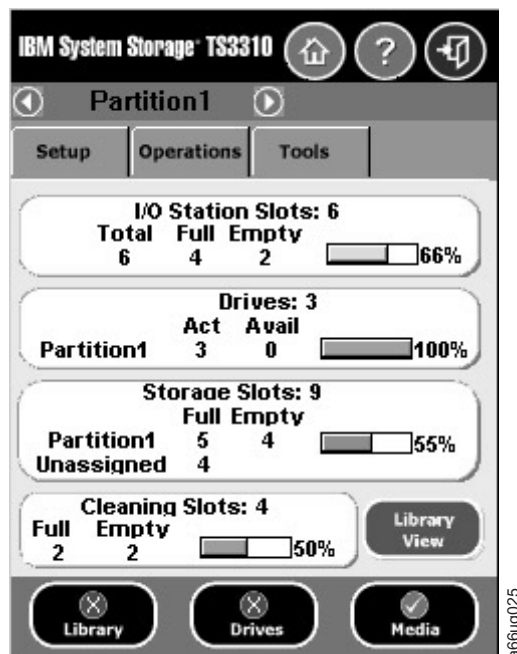 IBM System Storage· TS3310 ?
Partition1
Setup Operations Tools
I/O Station Slots: 6
Total Full Empty
6 4 2 66%
Drives: 3
Act Avail
Partition1 3 0 100%
Storage Slots: 9
Full Empty
Partition1 5 4 55%
Unassigned 4
Cleaning Slots: 4
Full Empty
2 2 50%
Library
View
Library Drives Media
a66ug025